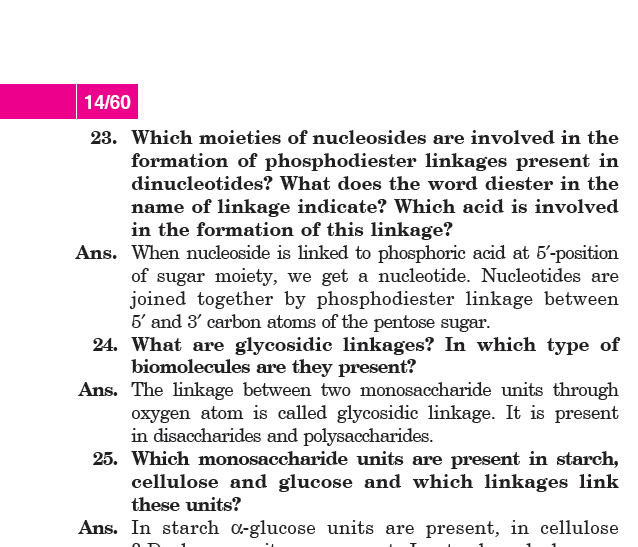 14/60
23. Which moieties of nucleosides are involved in the
formation of phosphodiester linkages present in
dinucleotides? What does the word diester in the
name of linkage indicate? Which acid is involved
in the formation of this linkage?
Ans. When nucleoside is linked to phosphoric acid at 5′-position
of sugar moiety, we get a nucleotide. Nucleotides are
joined together by phosphodiester linkage between
5′ and 3′ carbon atoms of the pentose sugar.
24. What are glycosidic linkages? In which type of
biomolecules are they present?
Ans. The linkage between two monosaccharide units through
oxygen atom is called glycosidic linkage. It is present
in disaccharides and polysaccharides.
25. Which monosaccharide units are present in starch,
cellulose and glucose and which linkages link
these units?
Ans. In starch α-glucose units are present, in cellulose